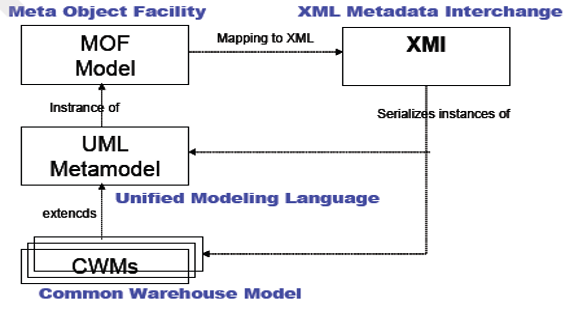 Meta Object Facility
XML Metadata Interchange
MOF
Model
Mapping to XML
XMI
Instrance of
Serializes instances of
UML
Metamodel
Unified Modeling Language
extencds
CWMs
Common Warehouse Model